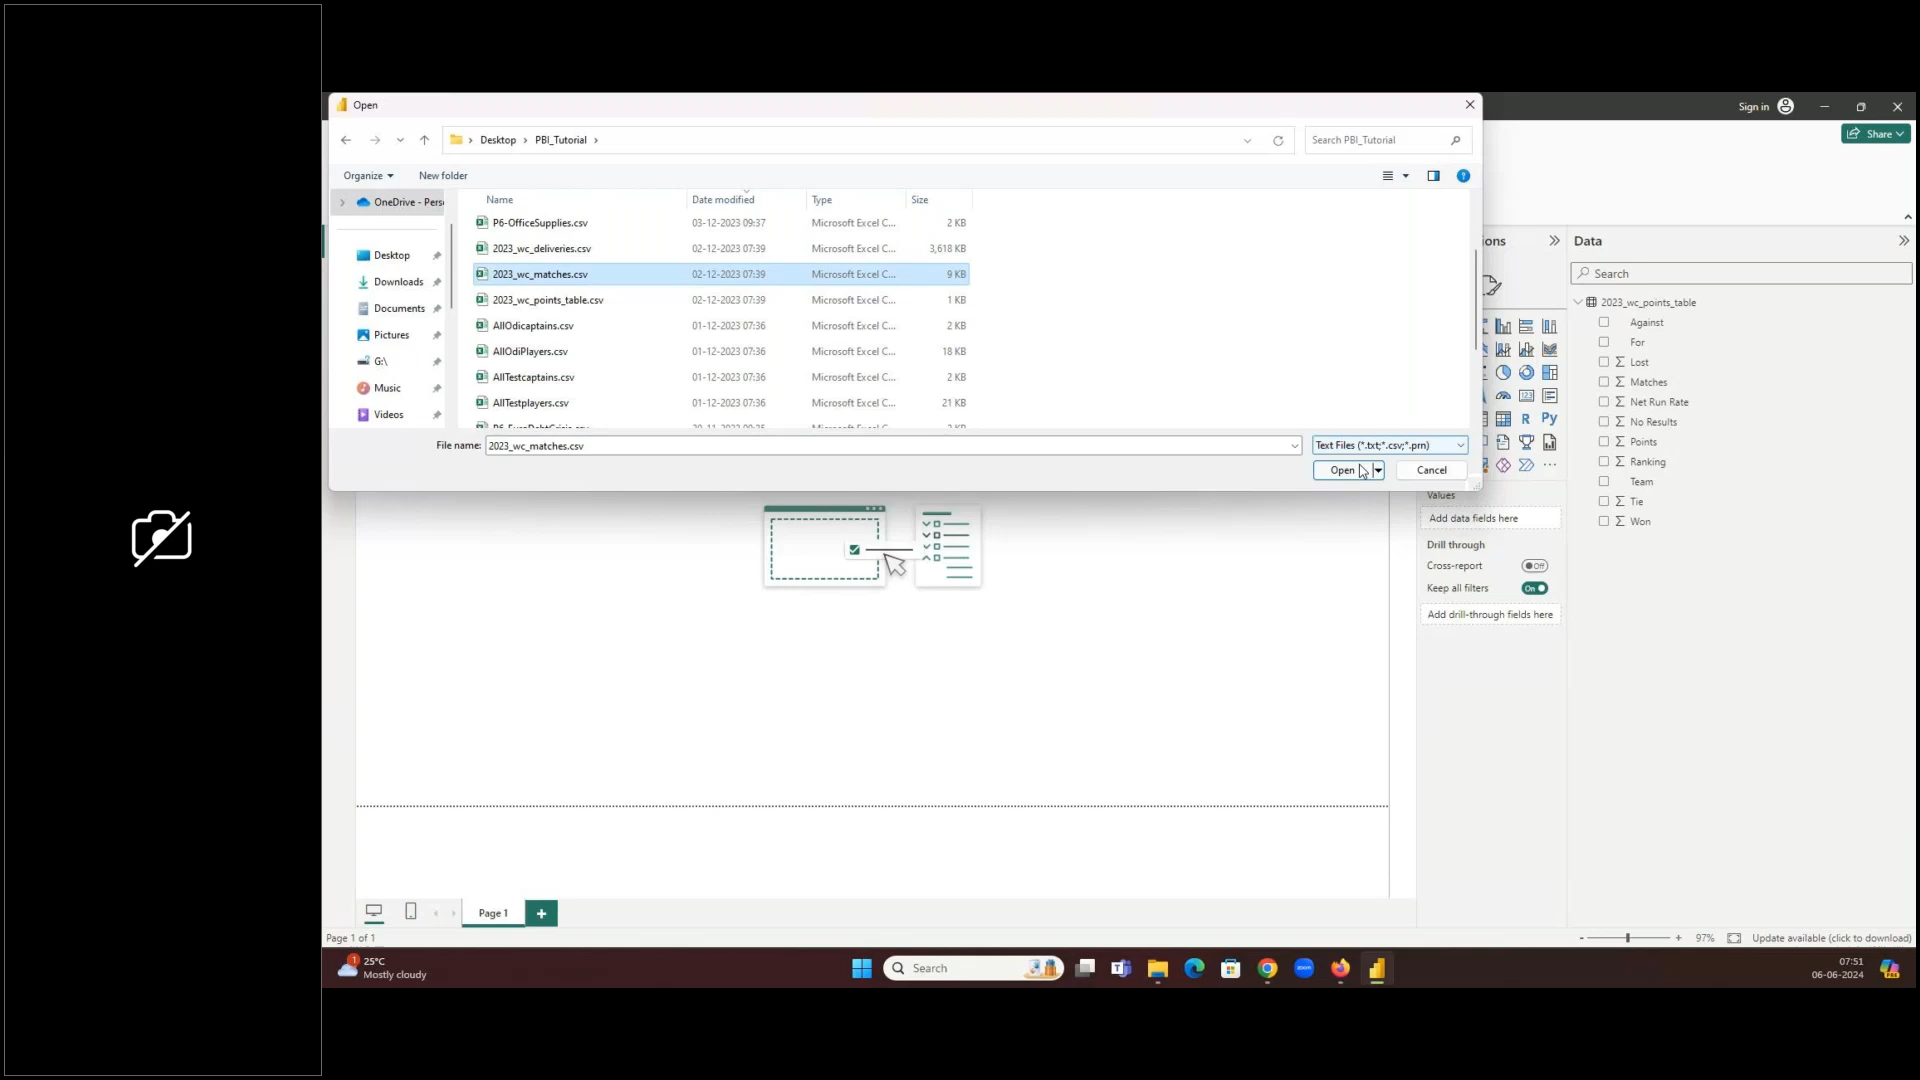 Open
Sign in
Share
Desktop > PBI_Tutorial >
Search PBI_Tutorial
Organize
New folder
OneDrive - Pers
Desktop
Downloads
Documents
Pictures
G:\
Music
Videos
Name Date modified Type Size
P6-OfficeSupplies.csv 03-12-2023 09:37 Microsoft Excel C... 2 KB
2023_wc_deliveries.csv 02-12-2023 07:39 Microsoft Excel C... 3,618 KB
2023_wc_matches.csv 02-12-2023 07:39 Microsoft Excel C... 9 KB
2023_wc_points_table.csv 02-12-2023 07:39 Microsoft Excel C... 1 KB
AllOdicaptains.csv 01-12-2023 07:36 Microsoft Excel C... 2 KB
AllOdiPlayers.csv 01-12-2023 07:36 Microsoft Excel C... 18 KB
AllTestcaptains.csv 01-12-2023 07:36 Microsoft Excel C... 2 KB
AllTestplayers.csv 01-12-2023 07:36 Microsoft Excel C... 21 KB
File name: 2023_wc_matches.csv
Text Files (*.txt;*.csv;*.prn)
Open
Cancel
ions
R
Py
123
Values
Add data fields here
Drill through
Cross-report Off
Keep all filters On
Add drill-through fields here
Data
Search
2023_wc_points_table
Against
For
Σ Lost
Σ Matches
Σ Net Run Rate
Σ No Results
Σ Points
Σ Ranking
Team
Σ Tie
Σ Won
Page 1
Page 1 of 1
- + 97%
Update available (click to download)
1
25°C
Mostly cloudy
Search
zoom
07:51
06-06-2024
PRE